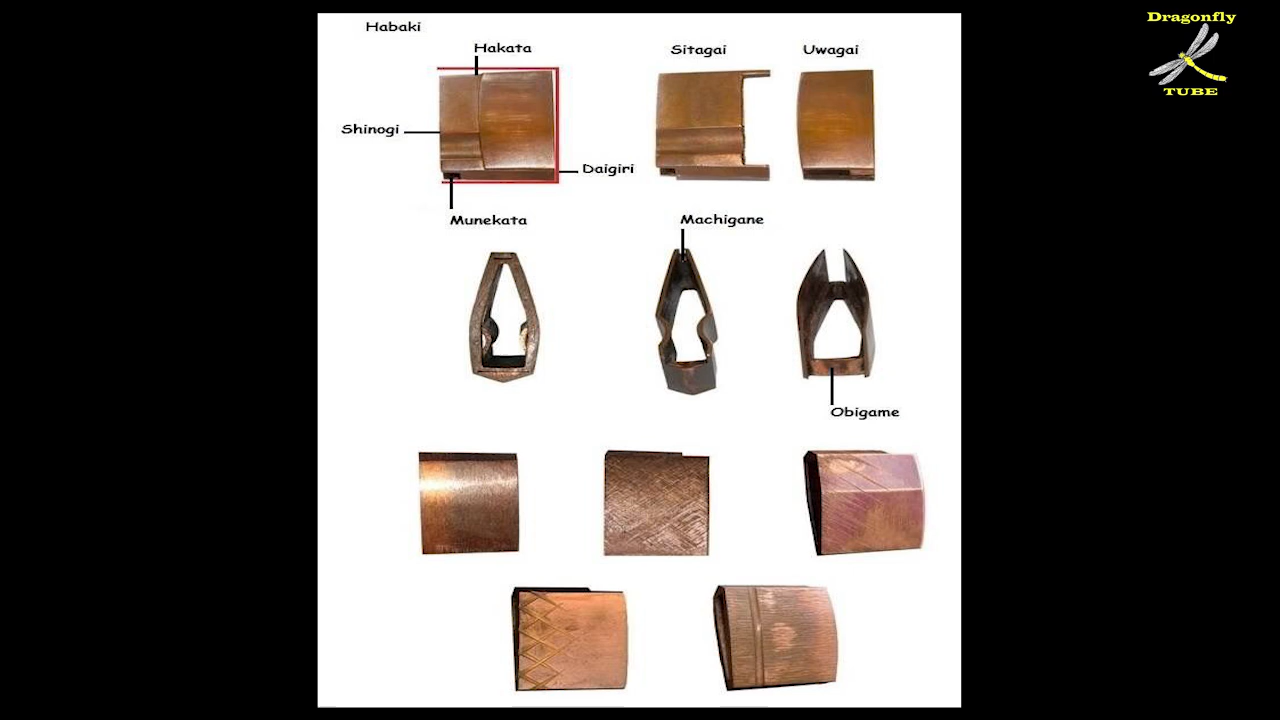 Habaki
Hakata
Sitagai
Uwagai
Shinogi
Daigiri
Munekata
Machigane
Obigame
Dragonfly
TUBE